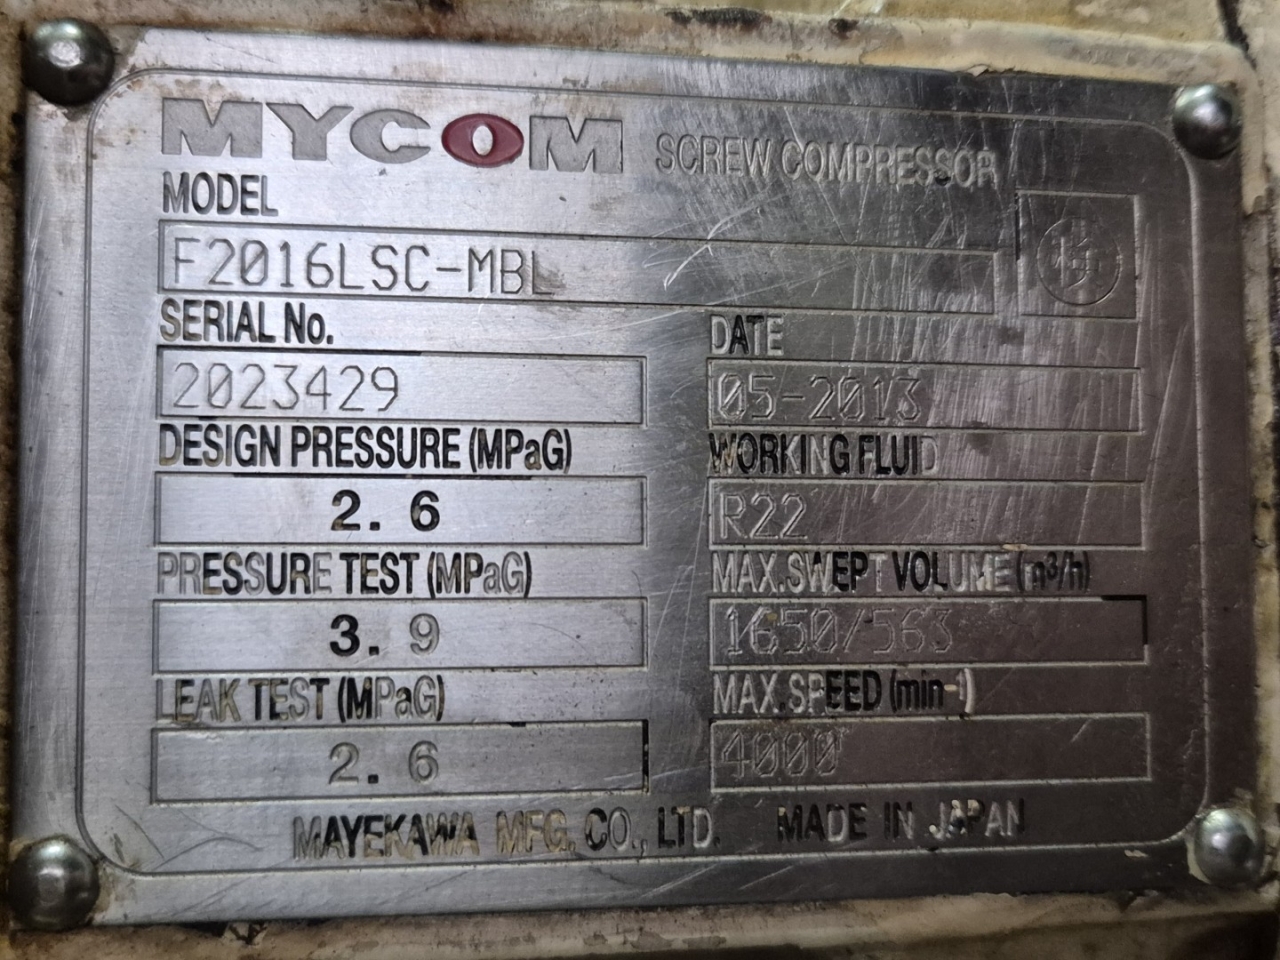 MYCOM SCREW COMPRESSOR
MODEL
F2016LSC-MBL
SERIAL No.
DATE
2023429
05-2013
DESIGN PRESSURE (MPaG)
WORKING FLUID
2.6
R22
PRESSURE TEST (MPaG)
MAX.SWEPT VOLUME (m³/h)
3.9
1650/563
LEAK TEST (MPaG)
MAX.SPEED (min⁻¹)
2.6
4000
MAYEKAWA MFG. CO., LTD. MADE IN JAPAN